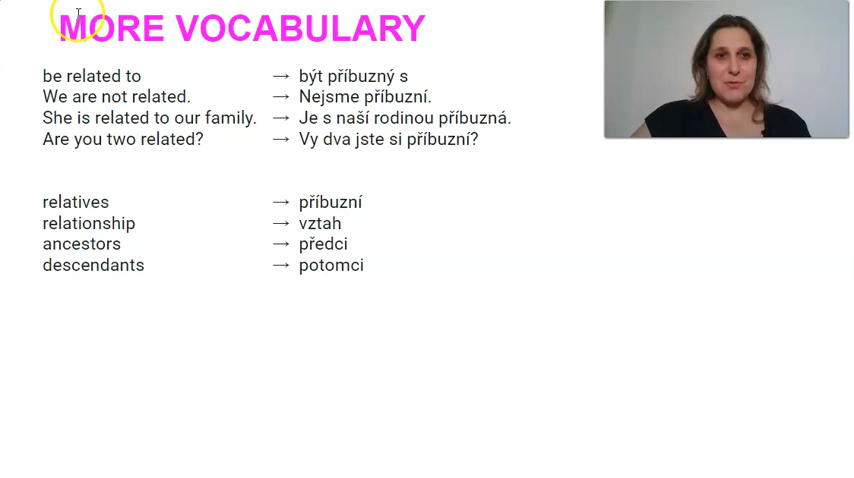 MORE VOCABULARY
be related to → být příbuzný s
We are not related. → Nejsme příbuzní.
She is related to our family. → Je s naší rodinou příbuzná.
Are you two related? → Vy dva jste si příbuzní?
relatives → příbuzní
relationship → vztah
ancestors → předci
descendants → potomci